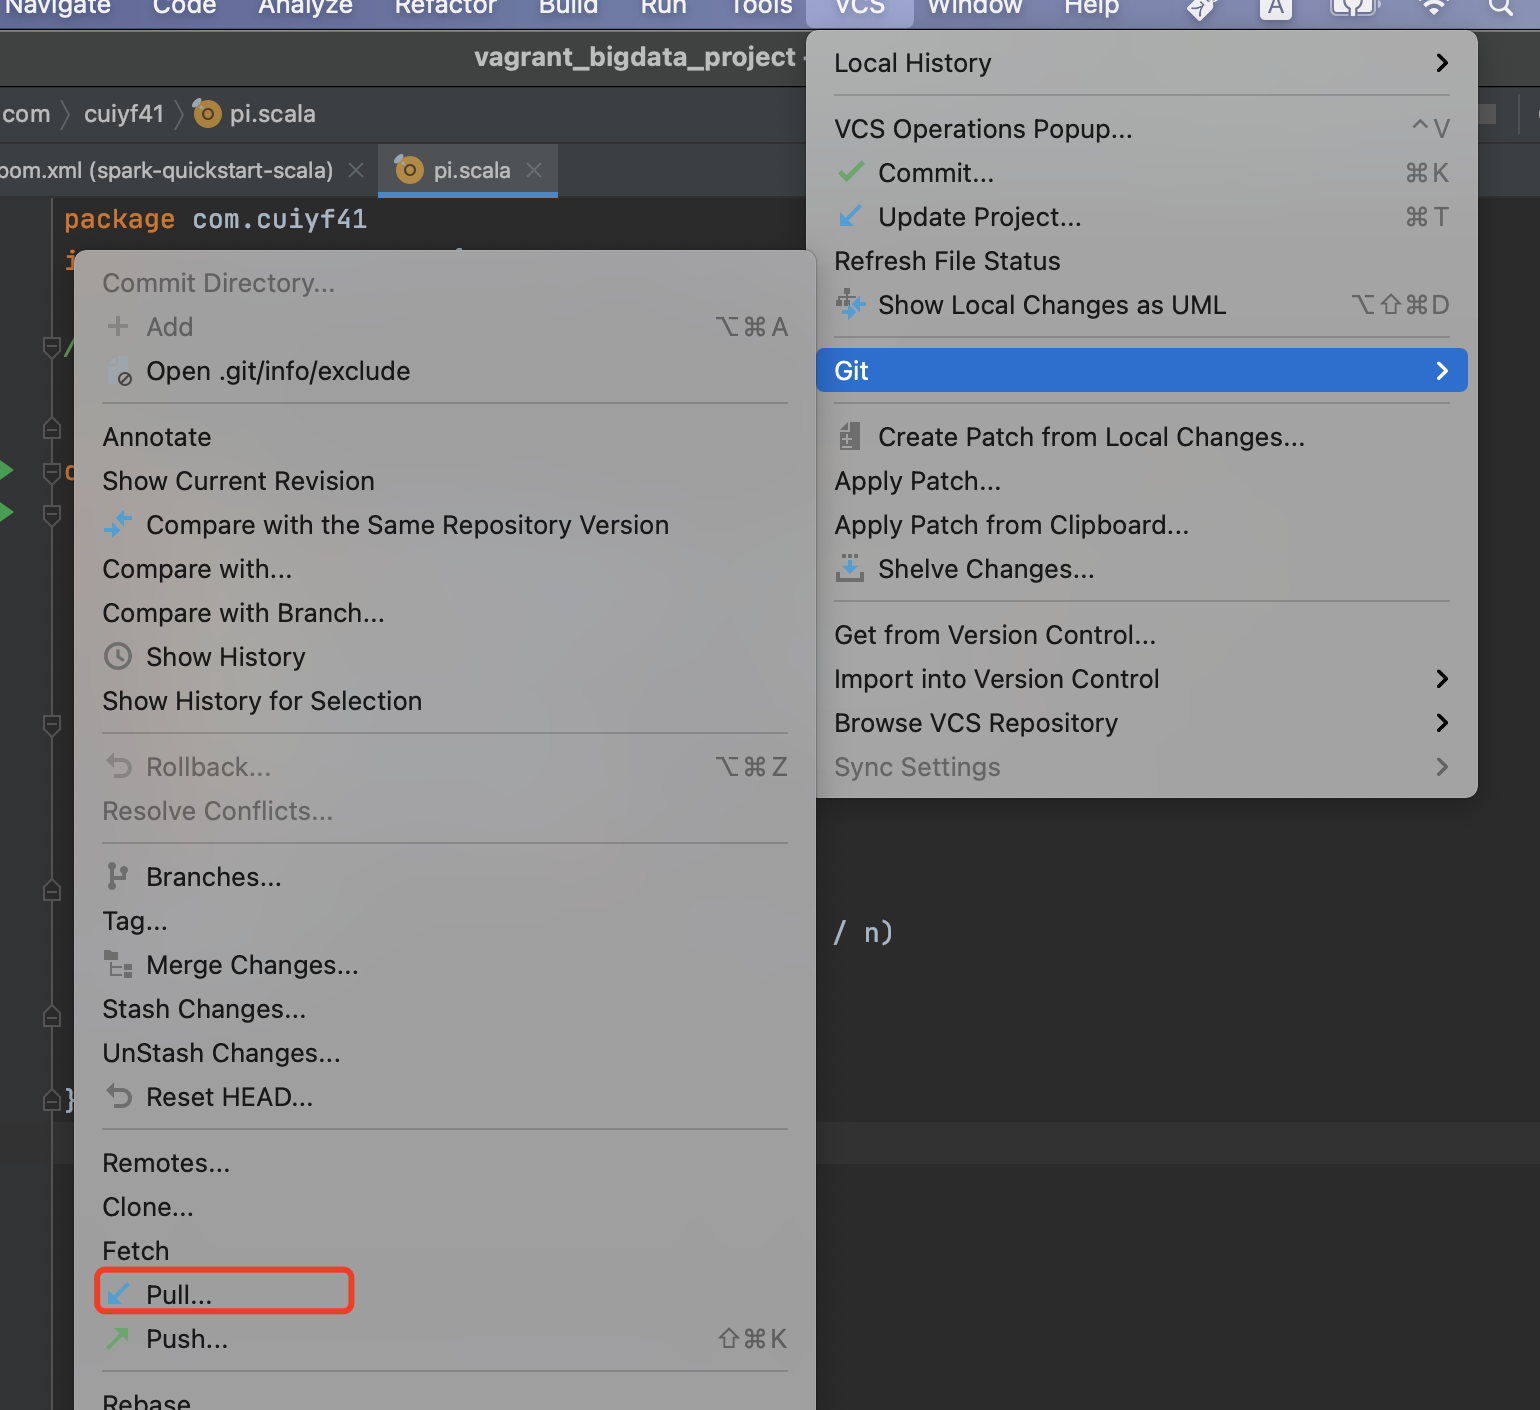 Navigate Code Analyze Refactor Build Run Tools VCS Window Help A
vagrant_bigdata_project -
com cuiyf41 pi.scala
pom.xml (spark-quickstart-scala) pi.scala
package com.cuiyf41
Local History
VCS Operations Popup... ^V
Commit... ⌘K
Update Project... ⌘T
Refresh File Status
Show Local Changes as UML ⌥⇧⌘D
Git
Create Patch from Local Changes...
Apply Patch...
Apply Patch from Clipboard...
Shelve Changes...
Get from Version Control...
Import into Version Control
Browse VCS Repository
Sync Settings
Commit Directory...
Add ⌥⌘A
Open .git/info/exclude
Annotate
Show Current Revision
Compare with the Same Repository Version
Compare with...
Compare with Branch...
Show History
Show History for Selection
Rollback... ⌥⌘Z
Resolve Conflicts...
Branches...
Tag...
Merge Changes...
Stash Changes...
UnStash Changes...
Reset HEAD...
Remotes...
Clone...
Fetch
Pull...
Push... ⇧⌘K
Rebase
/ n)
}